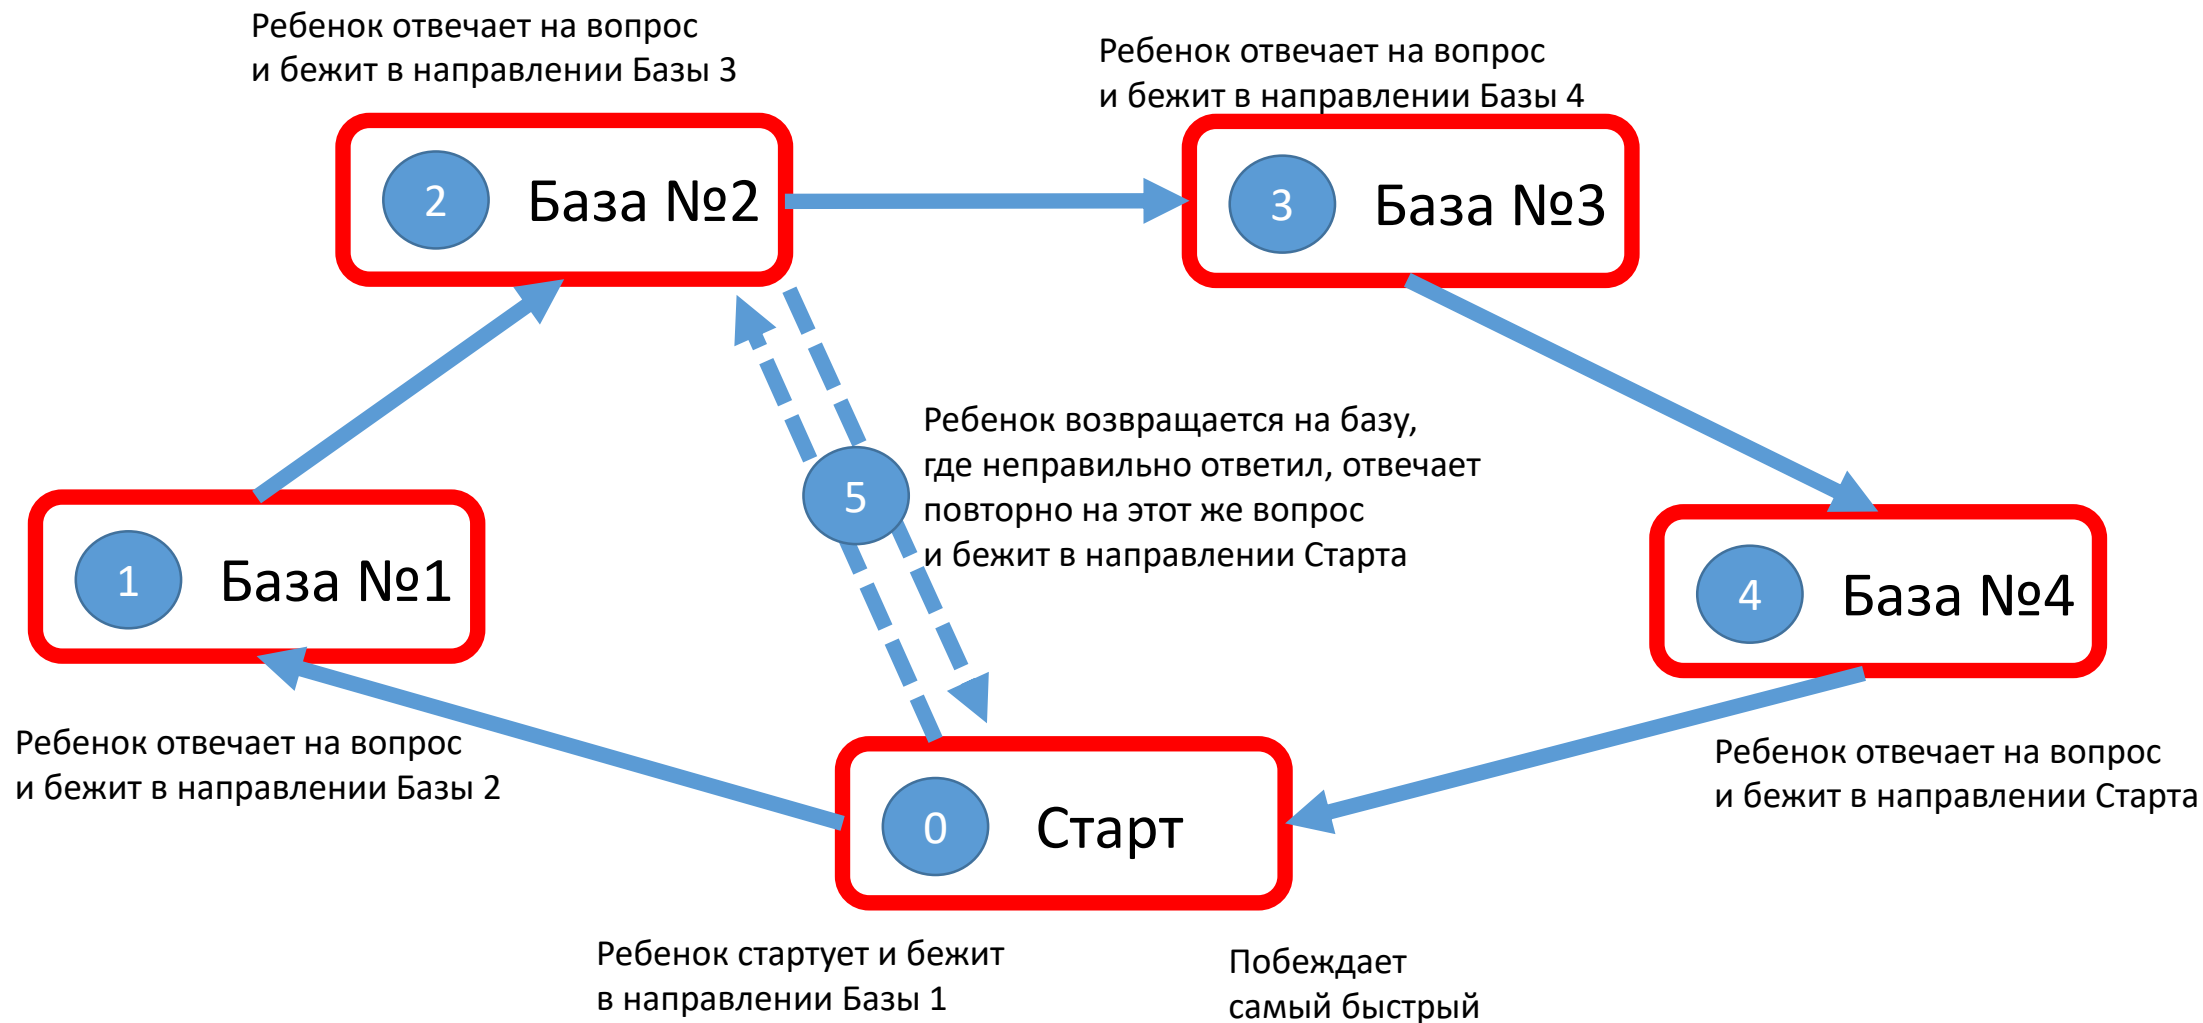 Ребенок отвечает на вопрос
и бежит в направлении Базы 3
Ребенок отвечает на вопрос
и бежит в направлении Базы 4
2 База №2
3 База №3
Ребенок возвращается на базу,
где неправильно ответил, отвечает
повторно на этот же вопрос
и бежит в направлении Старта
5
1 База №1
4 База №4
Ребенок отвечает на вопрос
и бежит в направлении Базы 2
Ребенок отвечает на вопрос
и бежит в направлении Старта
0 Старт
Ребенок стартует и бежит
в направлении Базы 1
Побеждает
самый быстрый